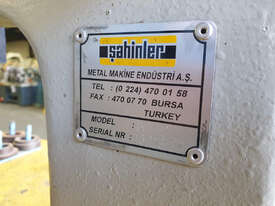 şahinler
METAL MAKİNE ENDÜSTRİ A.Ş.
TEL : (0 224) 470 01 58
FAX : 470 07 70 BURSA
TURKEY
MODEL :
SERIAL NR :